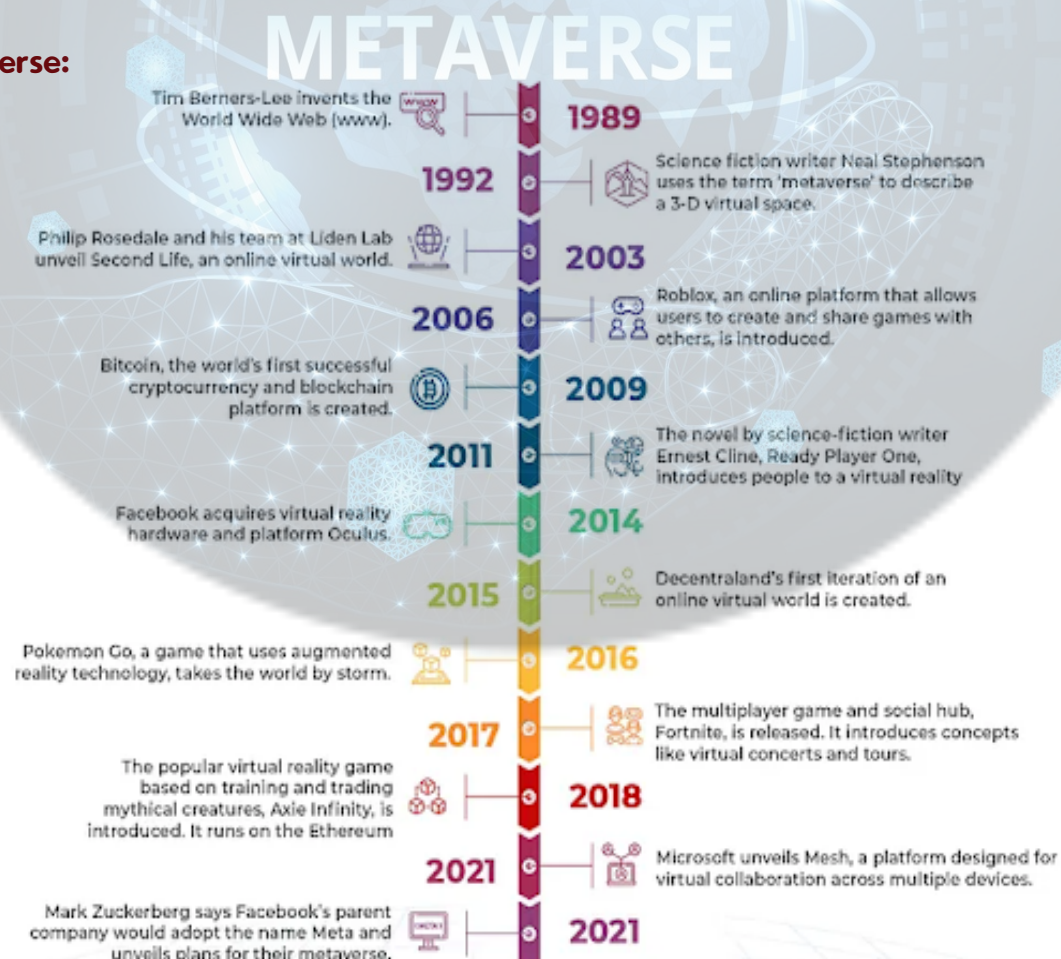 METAVERSE
erse:
Tim Berners-Lee invents the
World Wide Web (www).
1989
1992
Science fiction writer Neal Stephenson
uses the term 'metaverse' to describe
a 3-D virtual space.
Philip Rosedale and his team at Liden Lab
unveil Second Life, an online virtual world.
2003
2006
Roblox, an online platform that allows
users to create and share games with
others, is introduced.
Bitcoin, the world's first successful
cryptocurrency and blockchain
platform is created.
2009
2011
The novel by science-fiction writer
Ernest Cline, Ready Player One,
introduces people to a virtual reality
Facebook acquires virtual reality
hardware and platform Oculus.
2014
2015
Decentraland's first iteration of an
online virtual world is created.
Pokemon Go, a game that uses augmented
reality technology, takes the world by storm.
2016
2017
The multiplayer game and social hub,
Fortnite, is released. It introduces concepts
like virtual concerts and tours.
The popular virtual reality game
based on training and trading
mythical creatures, Axie Infinity, is
introduced. It runs on the Ethereum
2018
2021
Microsoft unveils Mesh, a platform designed for
virtual collaboration across multiple devices.
Mark Zuckerberg says Facebook's parent
company would adopt the name Meta and
unveils plans for their metaverse.
2021